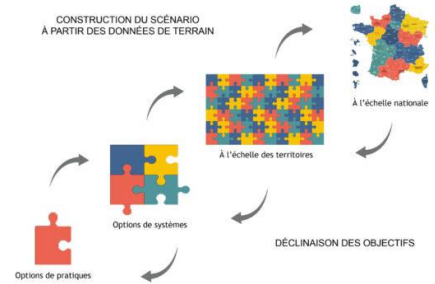 CONSTRUCTION DU SCÉNARIO
À PARTIR DES DONNÉES DE TERRAIN
À l'échelle nationale
À l'échelle des territoires
Options de systèmes
DÉCLINAISON DES OBJECTIFS
Options de pratiques